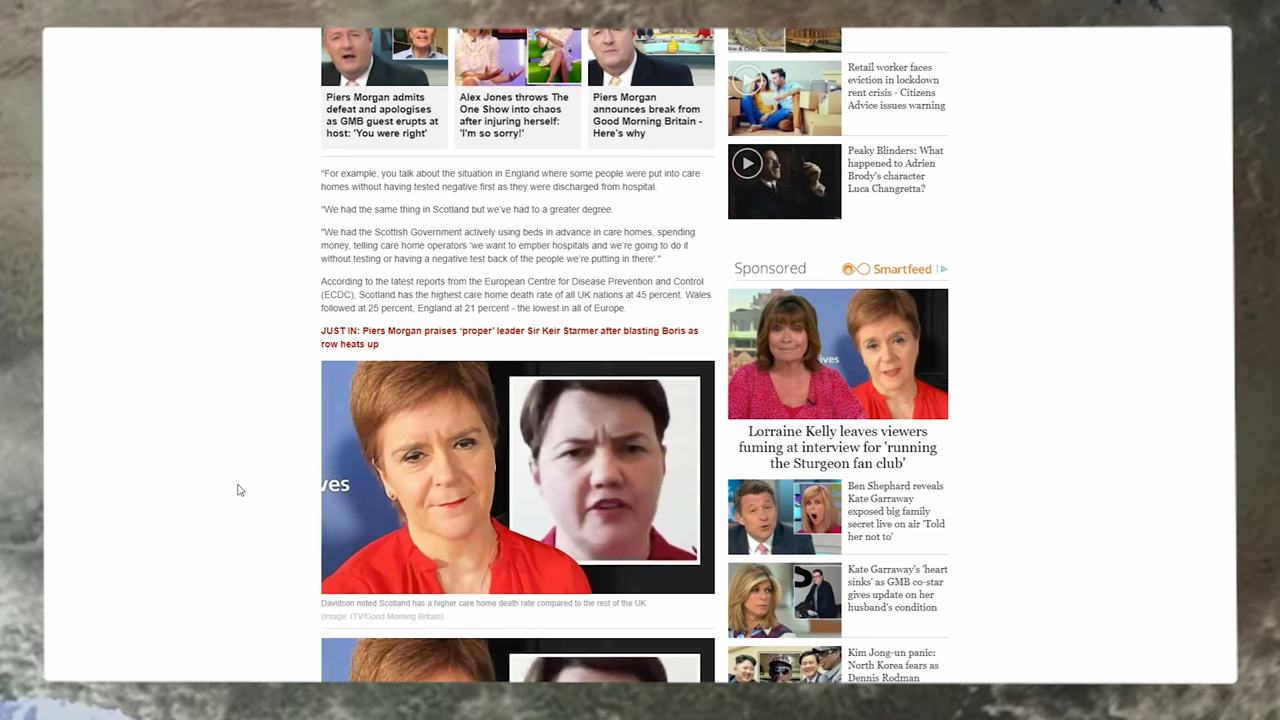 Piers Morgan admits
defeat and apologises
as GMB guest erupts at
host: 'You were right'
Alex Jones throws The
One Show into chaos
after injuring herself:
'I'm so sorry!'
Piers Morgan
announces break from
Good Morning Britain -
Here's why
"For example, you talk about the situation in England where some people were put into care
homes without having tested negative first as they were discharged from hospital.
"We had the same thing in Scotland but we've had to a greater degree.
"We had the Scottish Government actively using beds in advance in care homes, spending
money, telling care home operators 'we want to emptier hospitals and we're going to do it
without testing or having a negative test back of the people we're putting in there'."
According to the latest reports from the European Centre for Disease Prevention and Control
(ECDC), Scotland has the highest care home death rate of all UK nations at 45 percent. Wales
followed at 25 percent, England at 21 percent - the lowest in all of Europe.
JUST IN: Piers Morgan praises 'proper' leader Sir Keir Starmer after blasting Boris as
row heats up
ves
Davidson noted Scotland has a higher care home death rate compared to the rest of the UK
(Image: ITV/Good Morning Britain)
Retail worker faces
eviction in lockdown
rent crisis - Citizens
Advice issues warning
Peaky Blinders: What
happened to Adrien
Brody's character
Luca Changretta?
Sponsored
Smartfeed
ives
Lorraine Kelly leaves viewers
fuming at interview for 'running
the Sturgeon fan club'
Ben Shephard reveals
Kate Garraway
exposed big family
secret live on air 'Told
her not to'
Kate Garraway's 'heart
sinks' as GMB co-star
gives update on her
husband's condition
Kim Jong-un panic:
North Korea fears as
Dennis Rodman